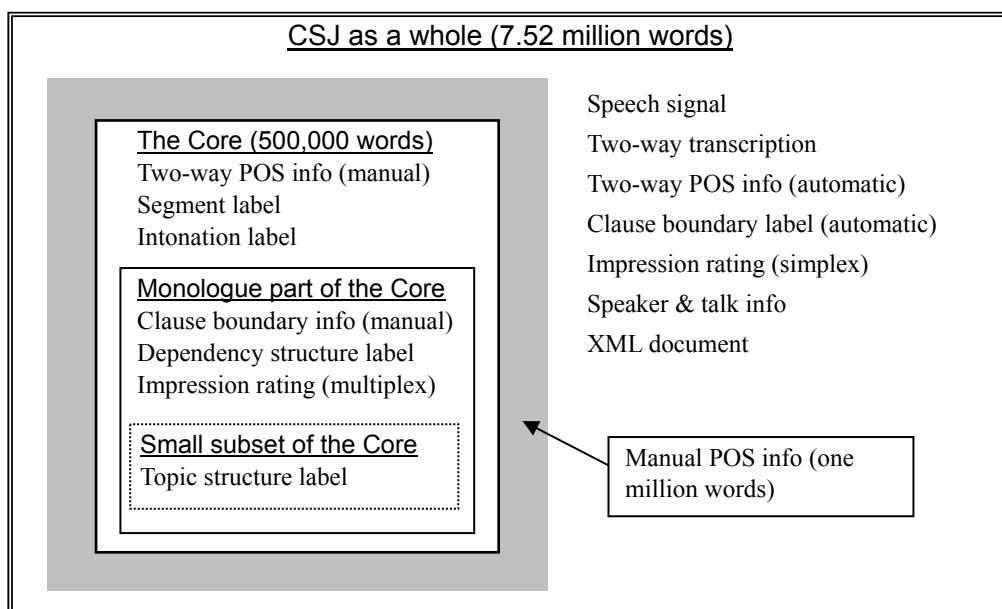 CSJ as a whole (7.52 million words)
The Core (500,000 words)
Two-way POS info (manual)
Segment label
Intonation label
Monologue part of the Core
Clause boundary info (manual)
Dependency structure label
Impression rating (multiplex)
Small subset of the Core
Topic structure label
Speech signal
Two-way transcription
Two-way POS info (automatic)
Clause boundary label (automatic)
Impression rating (simplex)
Speaker & talk info
XML document
Manual POS info (one
million words)